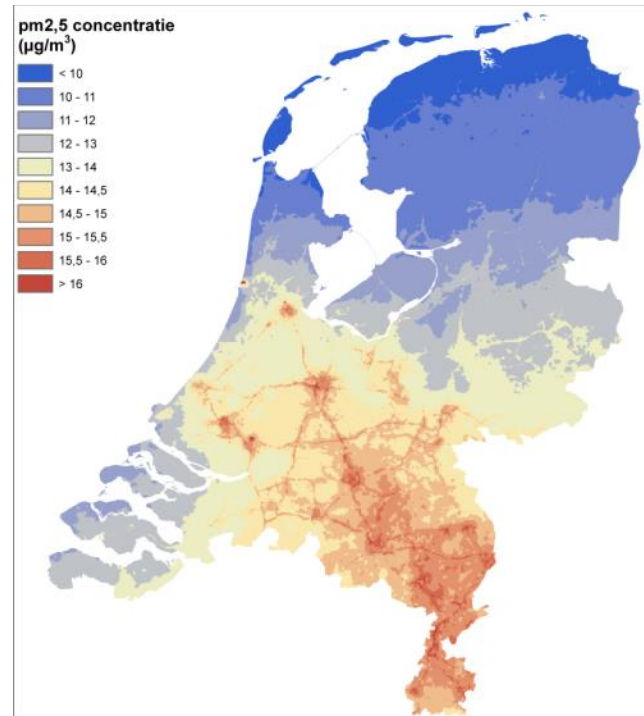 pm2,5 concentratie
(µg/m³)
< 10
10 - 11
11 - 12
12 - 13
13 - 14
14 - 14,5
14,5 - 15
15 - 15,5
15,5 - 16
> 16